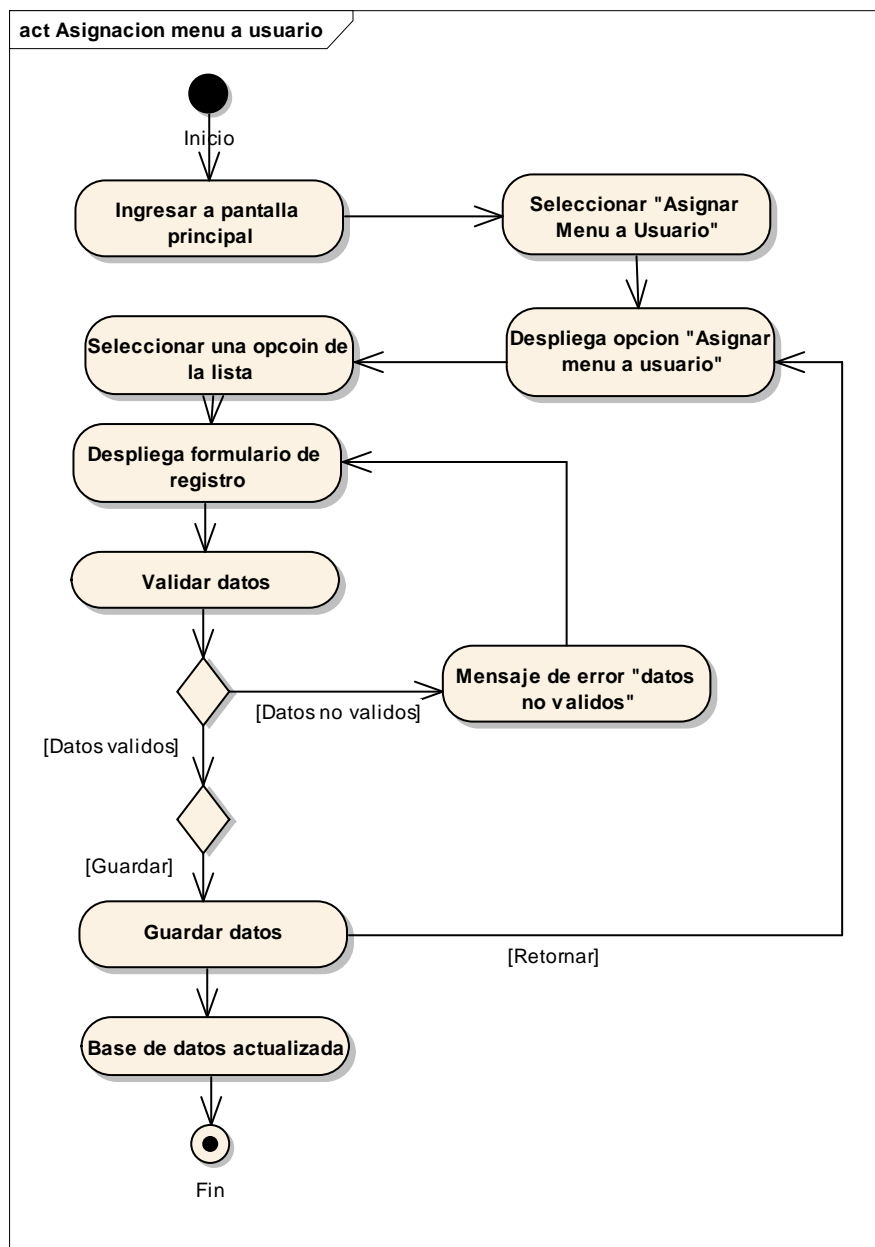 act Asignacion menu a usuario
Inicio
Ingresar a pantalla
principal
Seleccionar "Asignar
Menu a Usuario"
Despliega opcion "Asignar
menu a usuario"
Seleccionar una opcoin de
la lista
Despliega formulario de
registro
Validar datos
Mensaje de error "datos
no validos"
[Datos no validos]
[Datos validos]
[Guardar]
Guardar datos
[Retornar]
Base de datos actualizada
Fin